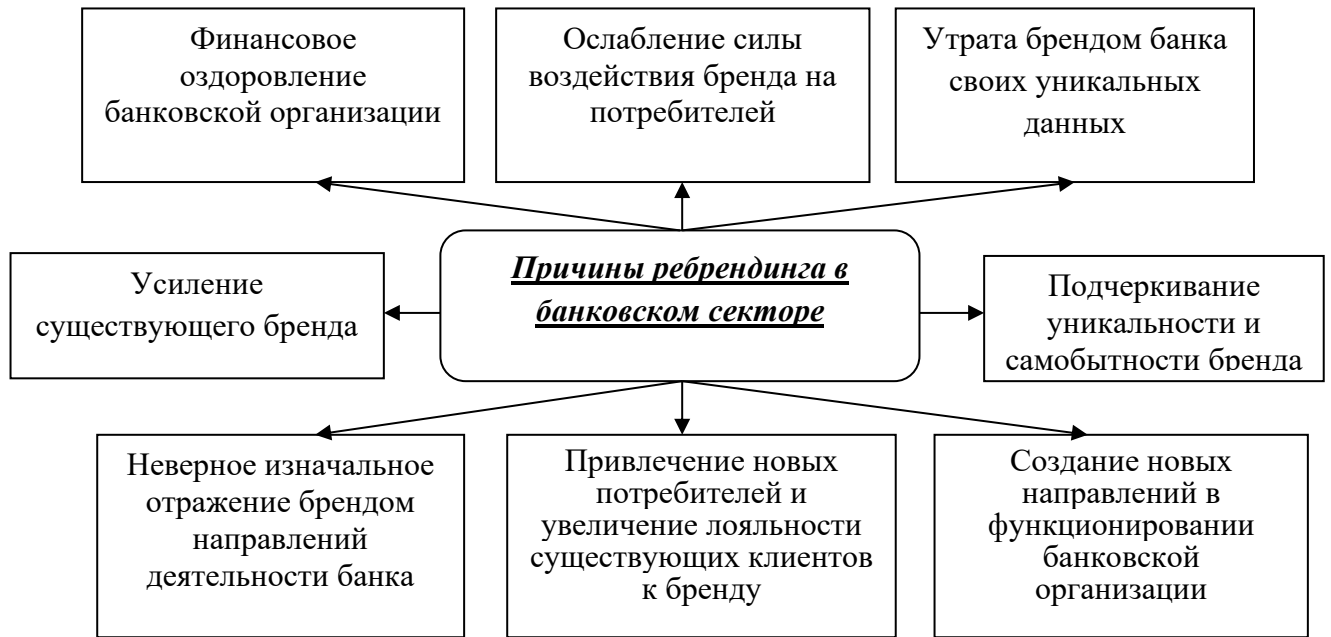 Финансовое
оздоровление
банковской организации
Ослабление силы
воздействия бренда на
потребителей
Утрата брендом банка
своих уникальных
данных
Усиление
существующего бренда
Причины ребрендинга в
банковском секторе
Подчеркивание
уникальности и
самобытности бренда
Неверное изначальное
отражение брендом
направлений
деятельности банка
Привлечение новых
потребителей и
увеличение лояльности
существующих клиентов
к бренду
Создание новых
направлений в
функционировании
банковской
организации